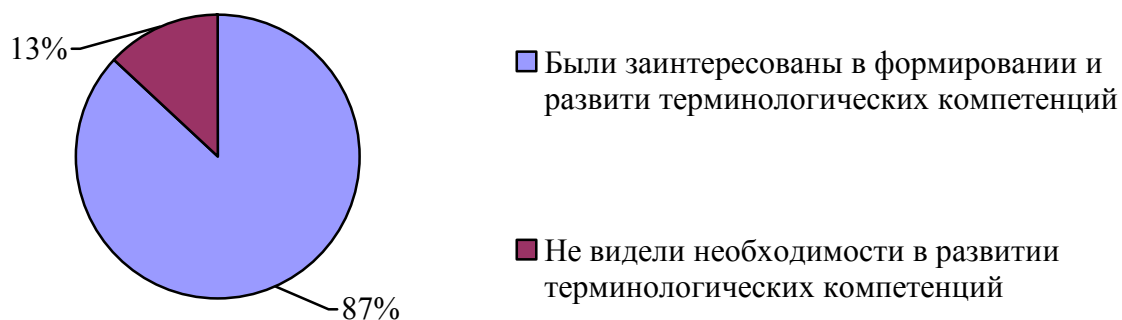 13%
87%
Были заинтересованы в формировании и
развити терминологических компетенций
Не видели необходимости в развитии
терминологических компетенций